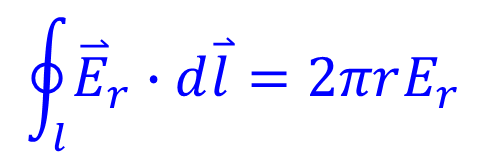 ∮_l E⃗_r · dl⃗ = 2πrE_r